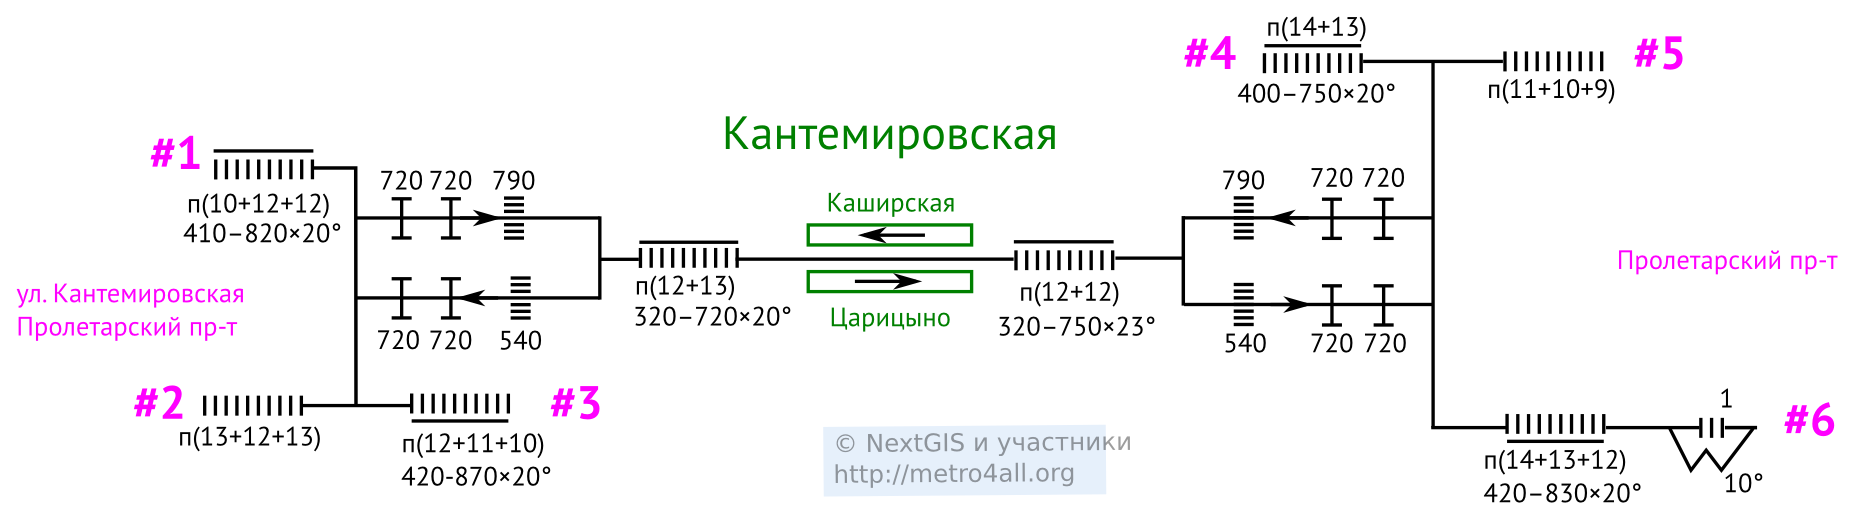 п(14+13)
#4
#5
400–750×20°
п(11+10+9)
Кантемировская
#1
720 720 790
790 720 720
п(10+12+12)
410–820×20°
Каширская
п(12+13)
320–720×20°
п(12+12)
320–750×23°
Царицыно
ул. Кантемировская
Пролетарский пр-т
Пролетарский пр-т
720 720 540
540 720 720
#2
#3
п(13+12+13)
п(12+11+10)
420-870×20°
© NextGIS и участники
http://metro4all.org
1
#6
п(14+13+12)
420–830×20°
10°